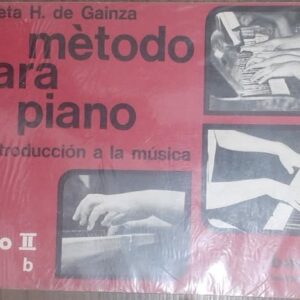 eta H. de Gainza
mètodo
ara
piano
troducción a la música
o II
b